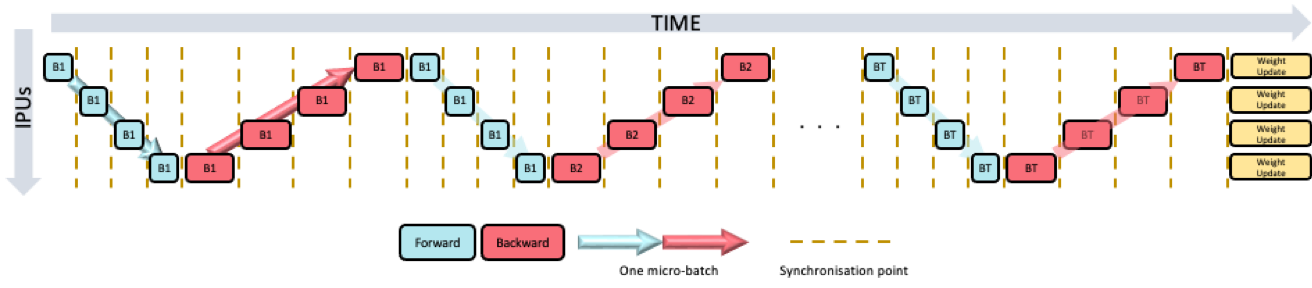 TIME
IPUs
B1 B1 B1 B2 BT BT Weight Update
B1 B1 B1 B2 BT BT Weight Update
B1 B1 B1 B2 BT BT Weight Update
B1 B1 B1 B2 BT BT Weight Update
. . .
Forward Backward
One micro-batch Synchronisation point